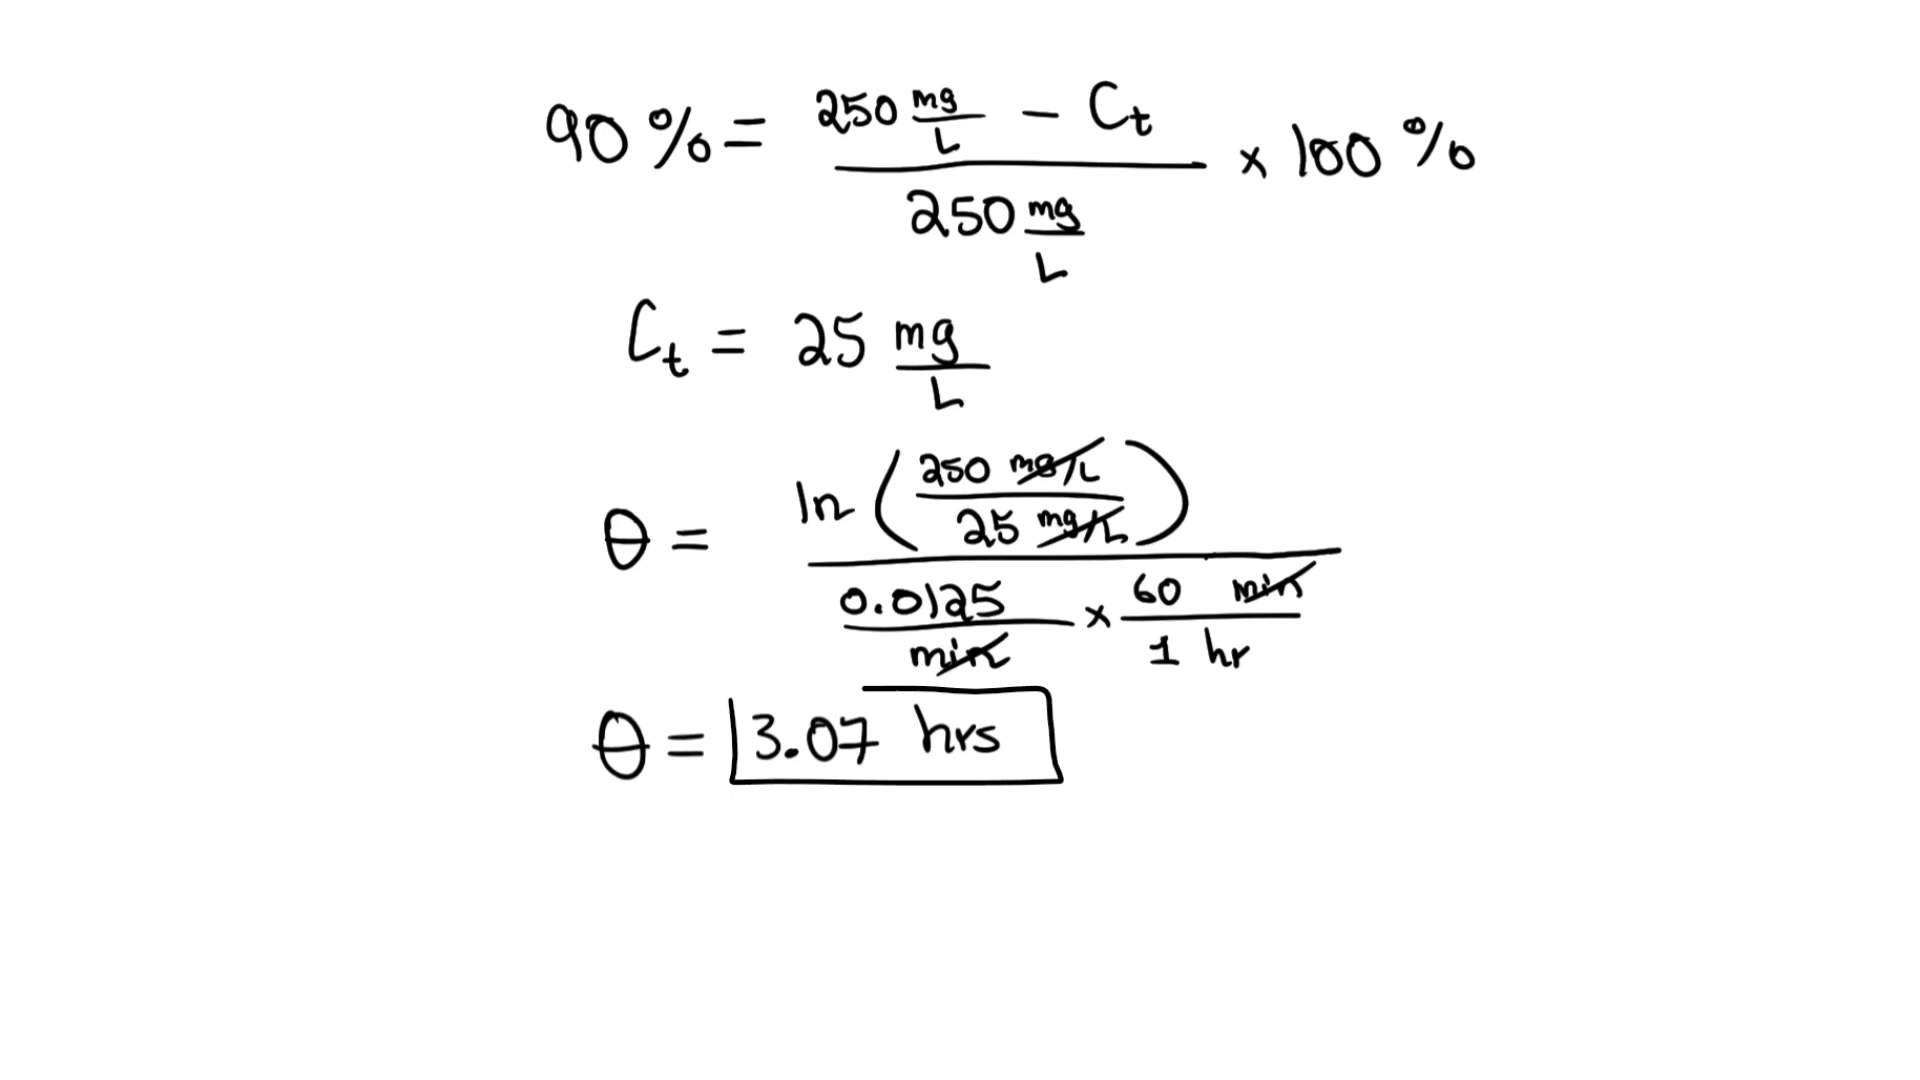 90% = (250 mg/L − Ct) / (250 mg/L) × 100%
Ct = 25 mg/L
θ = ln(250 mg/L / 25 mg/L) / (0.0125/min × 60 min/1 hr)
θ = 3.07 hrs